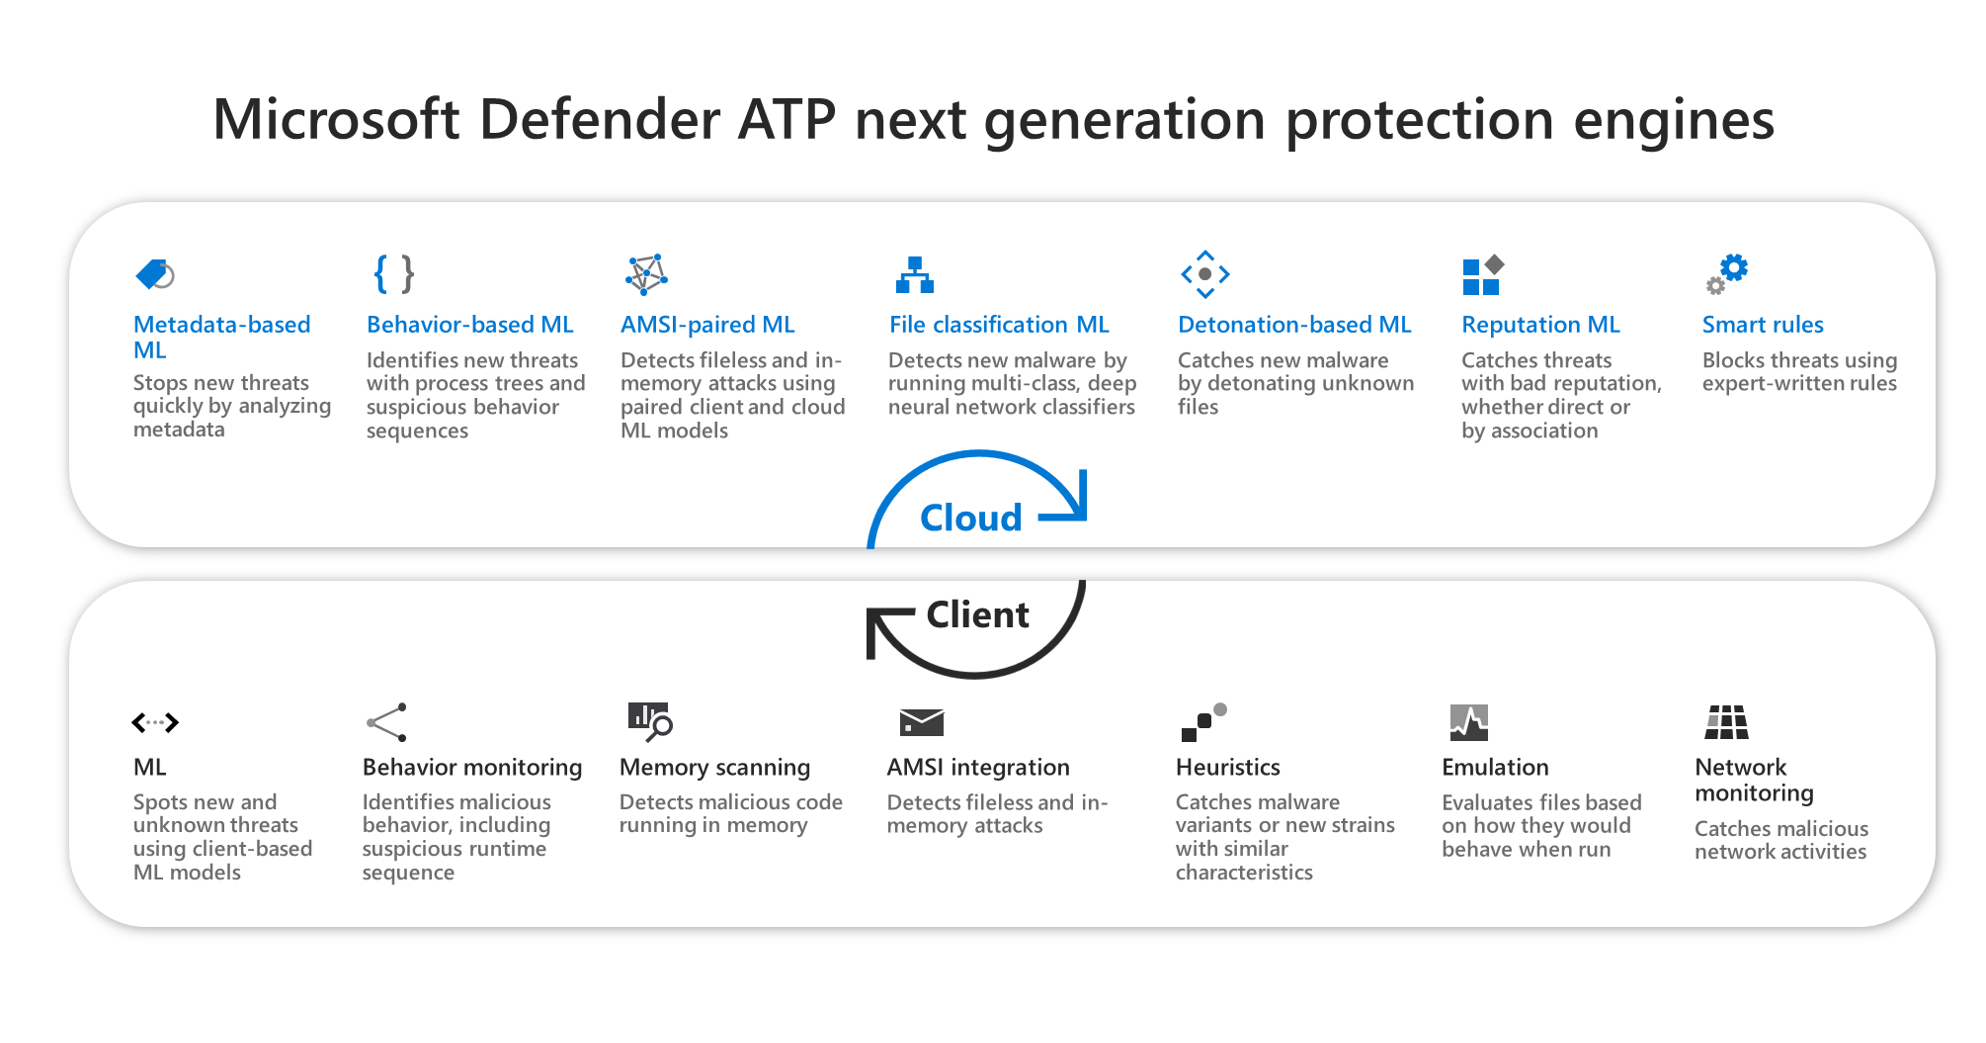 Microsoft Defender ATP next generation protection engines
Metadata-based
ML
Stops new threats
quickly by analyzing
metadata
Behavior-based ML
Identifies new threats
with process trees and
suspicious behavior
sequences
AMSI-paired ML
Detects fileless and in-
memory attacks using
paired client and cloud
ML models
File classification ML
Detects new malware by
running multi-class, deep
neural network classifiers
Detonation-based ML
Catches new malware
by detonating unknown
files
Reputation ML
Catches threats
with bad reputation,
whether direct or
by association
Smart rules
Blocks threats using
expert-written rules
Cloud
Client
ML
Spots new and
unknown threats
using client-based
ML models
Behavior monitoring
Identifies malicious
behavior, including
suspicious runtime
sequence
Memory scanning
Detects malicious code
running in memory
AMSI integration
Detects fileless and in-
memory attacks
Heuristics
Catches malware
variants or new strains
with similar
characteristics
Emulation
Evaluates files based
on how they would
behave when run
Network
monitoring
Catches malicious
network activities